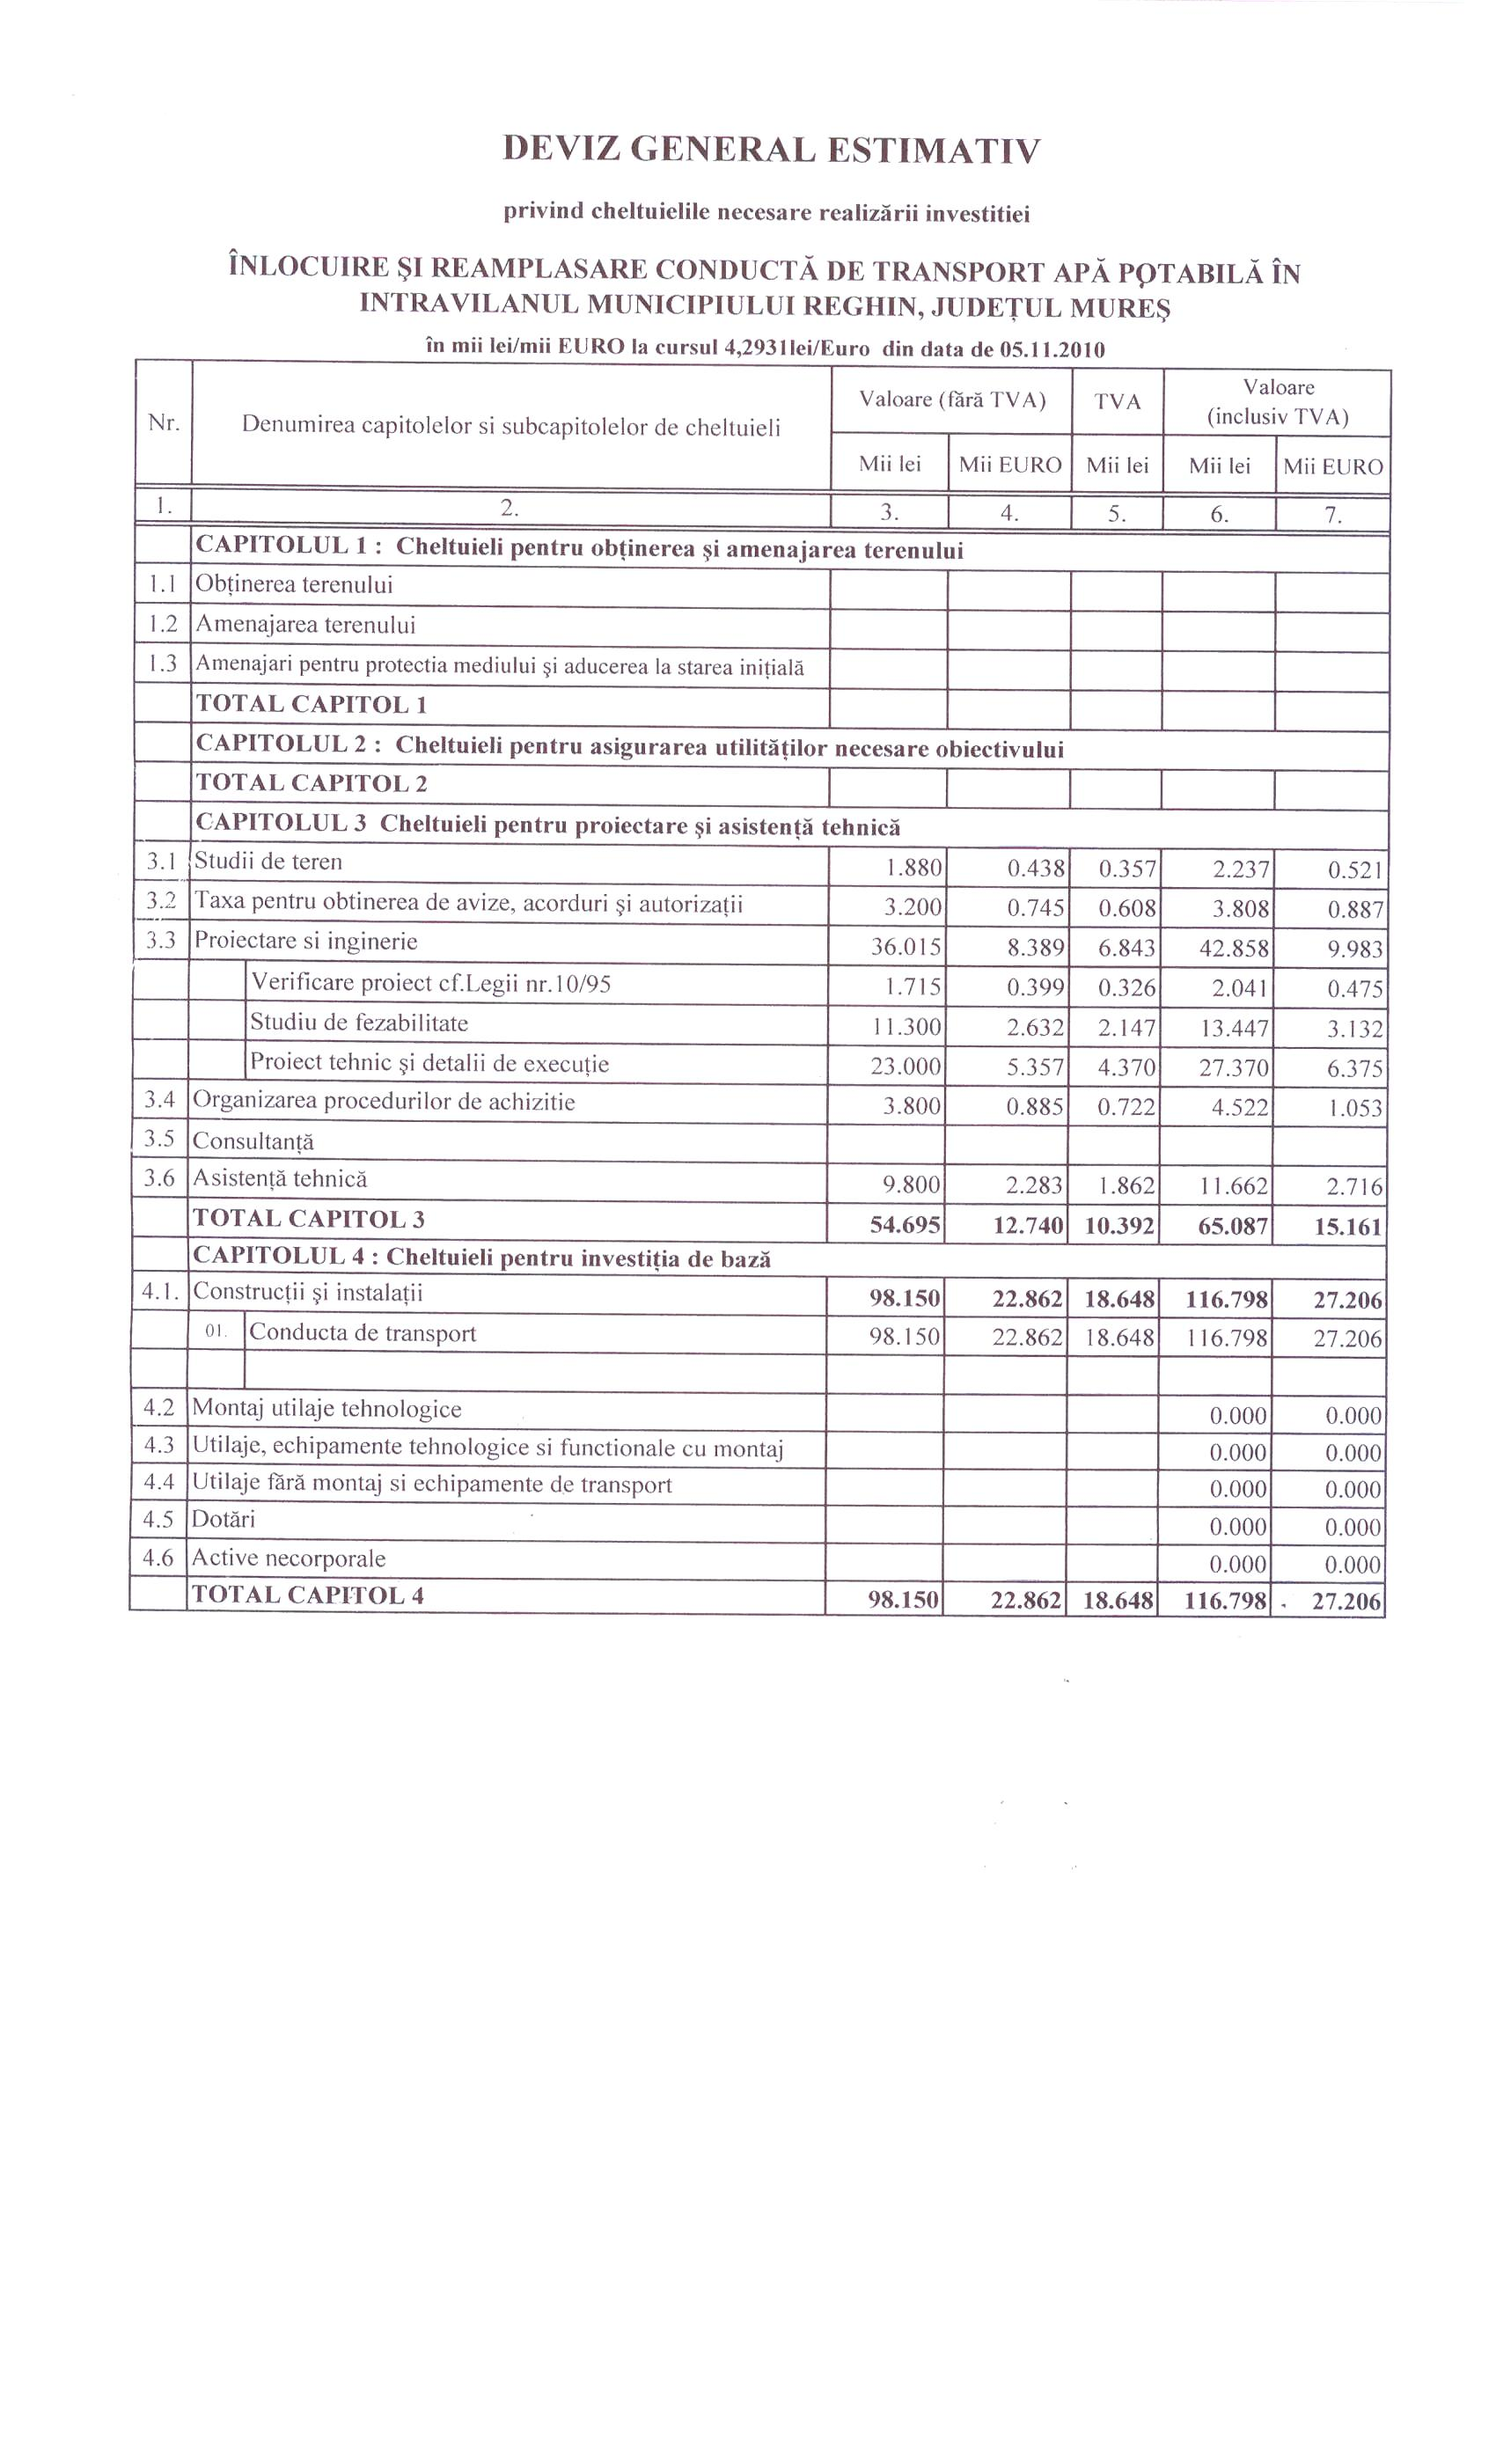 DEVIZ GENERAL ESTIMATIV
privind cheltuielile necesare realizării investitiei
ÎNLOCUIRE ŞI REAMPLASARE CONDUCTĂ DE TRANSPORT APĂ POTABILĂ ÎN
INTRAVILANUL MUNICIPIULUI REGHIN, JUDEŢUL MUREŞ
în mii lei/mii EURO la cursul 4,2931lei/Euro din data de 05.11.2010
Nr. Denumirea capitolelor si subcapitolelor de cheltuieli Valoare (fără TVA) TVA Valoare (inclusiv TVA)
Mii lei Mii EURO Mii lei Mii lei Mii EURO
1. 2. 3. 4. 5. 6. 7.
CAPITOLUL 1 : Cheltuieli pentru obţinerea şi amenajarea terenului
1.1 Obţinerea terenului
1.2 Amenajarea terenului
1.3 Amenajari pentru protectia mediului şi aducerea la starea iniţială
TOTAL CAPITOL 1
CAPITOLUL 2 : Cheltuieli pentru asigurarea utilităţilor necesare obiectivului
TOTAL CAPITOL 2
CAPITOLUL 3 Cheltuieli pentru proiectare şi asistenţă tehnică
3.1 Studii de teren 1.880 0.438 0.357 2.237 0.521
3.2 Taxa pentru obtinerea de avize, acorduri şi autorizaţii 3.200 0.745 0.608 3.808 0.887
3.3 Proiectare si inginerie 36.015 8.389 6.843 42.858 9.983
Verificare proiect cf.Legii nr.10/95 1.715 0.399 0.326 2.041 0.475
Studiu de fezabilitate 11.300 2.632 2.147 13.447 3.132
Proiect tehnic şi detalii de execuţie 23.000 5.357 4.370 27.370 6.375
3.4 Organizarea procedurilor de achizitie 3.800 0.885 0.722 4.522 1.053
3.5 Consultanţă
3.6 Asistenţă tehnică 9.800 2.283 1.862 11.662 2.716
TOTAL CAPITOL 3 54.695 12.740 10.392 65.087 15.161
CAPITOLUL 4 : Cheltuieli pentru investiţia de bază
4.1. Construcţii şi instalaţii 98.150 22.862 18.648 116.798 27.206
01. Conducta de transport 98.150 22.862 18.648 116.798 27.206
4.2 Montaj utilaje tehnologice 0.000 0.000
4.3 Utilaje, echipamente tehnologice si functionale cu montaj 0.000 0.000
4.4 Utilaje fără montaj si echipamente de transport 0.000 0.000
4.5 Dotări 0.000 0.000
4.6 Active necorporale 0.000 0.000
TOTAL CAPITOL 4 98.150 22.862 18.648 116.798 27.206